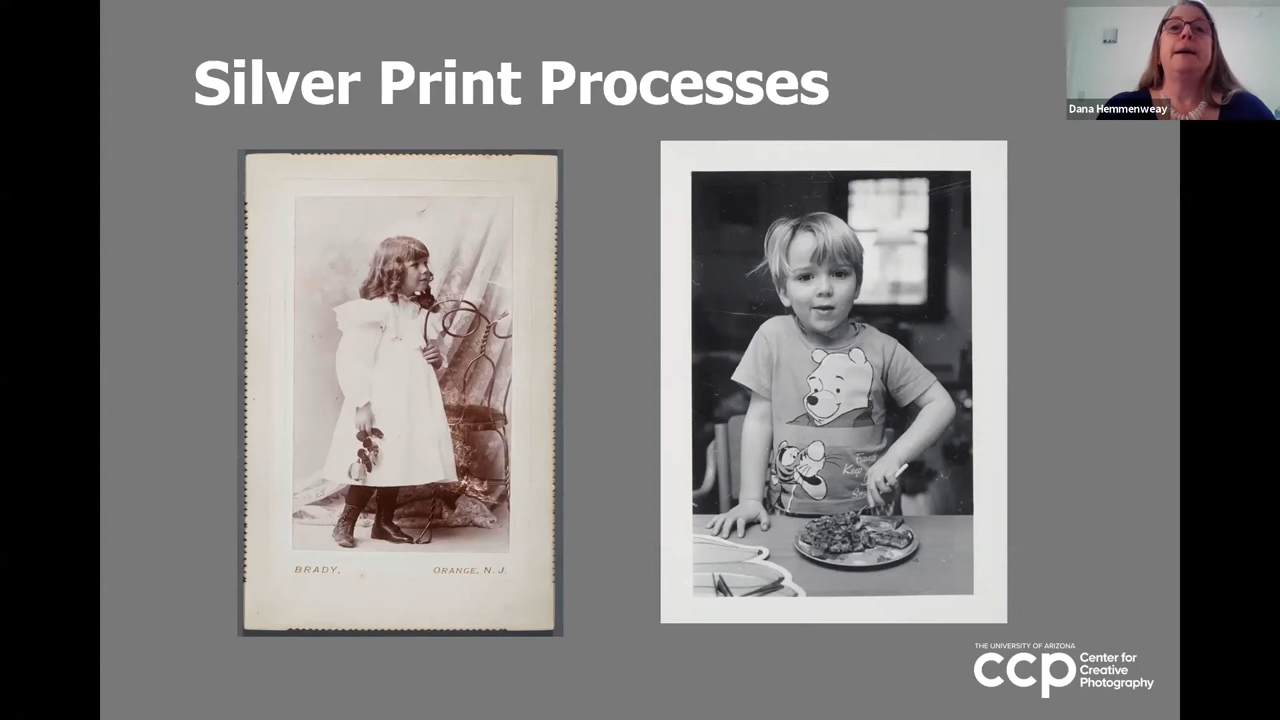 Silver Print Processes
Dana Hemmenweay
BRADY,
ORANGE, N. J.
THE UNIVERSITY OF ARIZONA
ccp
Center for
Creative
Photography